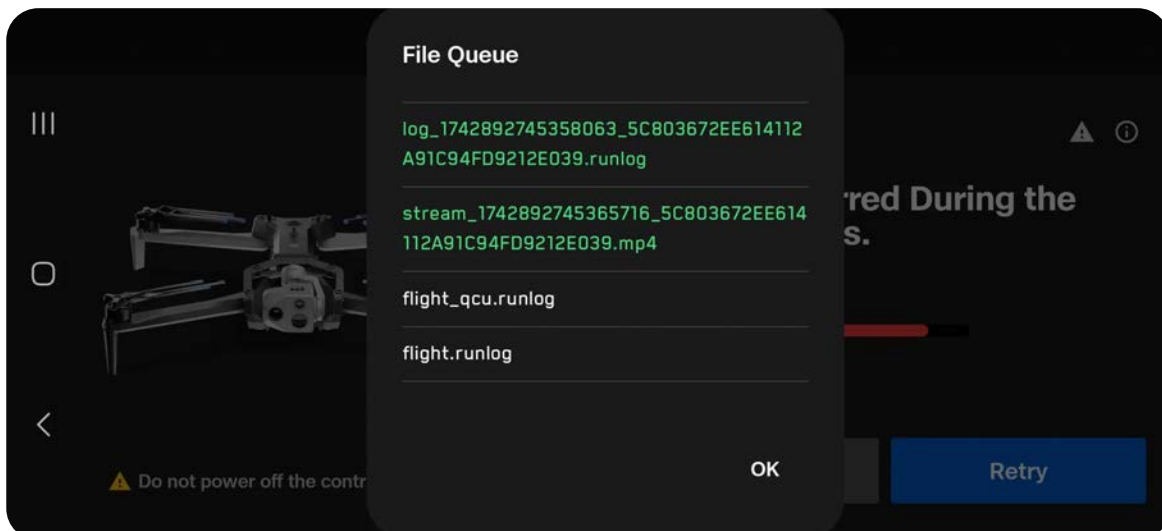 File Queue
log_1742892745358063_5C803672EE614112
A91C94FD9212E039.runlog
stream_1742892745365716_5C803672EE614
112A91C94FD9212E039.mp4
flight_qcu.runlog
flight.runlog
OK
rred During the
s.
Do not power off the contr
Retry